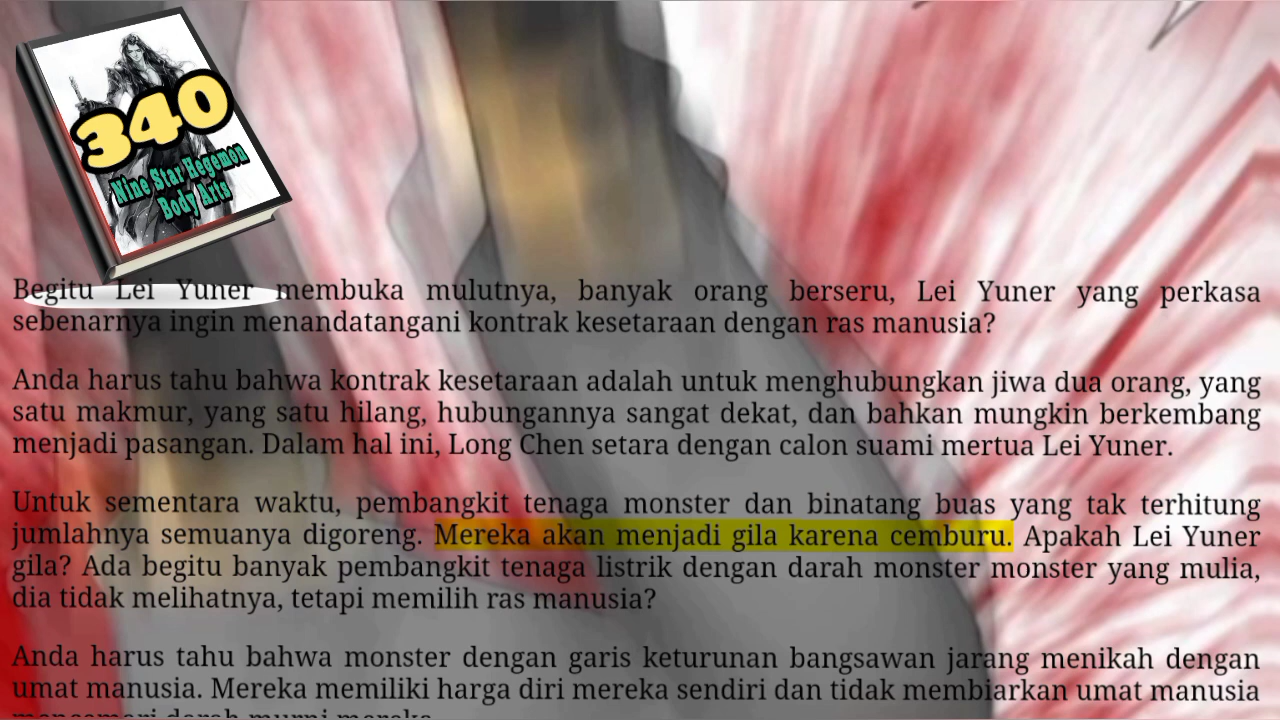 340
Nine Star Hegemon
Body Arts
Begitu Lei Yuner membuka mulutnya, banyak orang berseru, Lei Yuner yang perkasa
sebenarnya ingin menandatangani kontrak kesetaraan dengan ras manusia?
Anda harus tahu bahwa kontrak kesetaraan adalah untuk menghubungkan jiwa dua orang, yang
satu makmur, yang satu hilang, hubungannya sangat dekat, dan bahkan mungkin berkembang
menjadi pasangan. Dalam hal ini, Long Chen setara dengan calon suami mertua Lei Yuner.
Untuk sementara waktu, pembangkit tenaga monster dan binatang buas yang tak terhitung
jumlahnya semuanya digoreng. Mereka akan menjadi gila karena cemburu. Apakah Lei Yuner
gila? Ada begitu banyak pembangkit tenaga listrik dengan darah monster monster yang mulia,
dia tidak melihatnya, tetapi memilih ras manusia?
Anda harus tahu bahwa monster dengan garis keturunan bangsawan jarang menikah dengan
umat manusia. Mereka memiliki harga diri mereka sendiri dan tidak membiarkan umat manusia